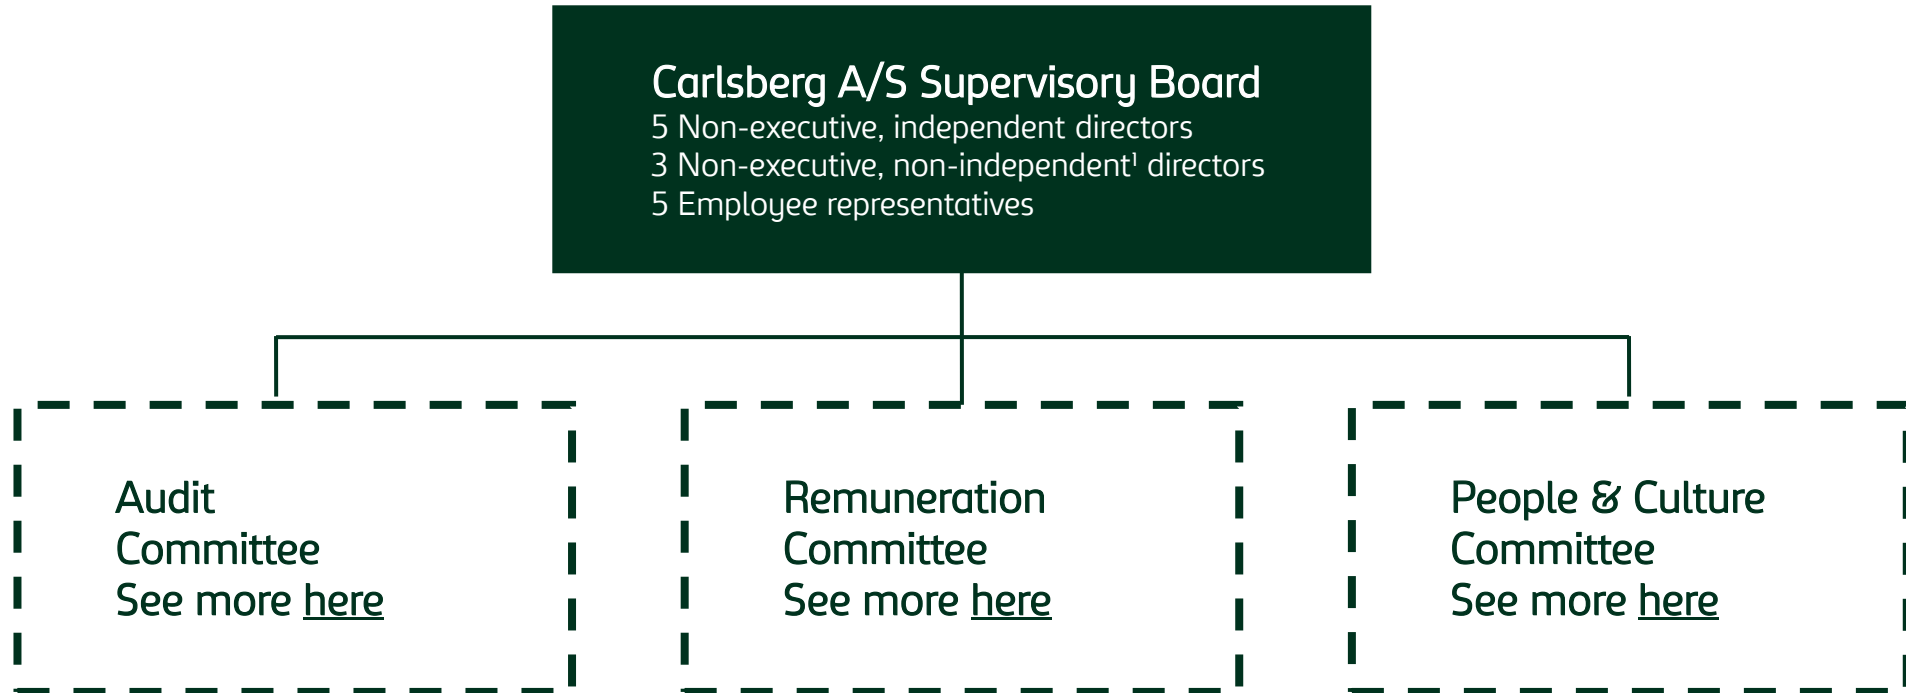 Carlsberg A/S Supervisory Board
5 Non-executive, independent directors
3 Non-executive, non-independent¹ directors
5 Employee representatives
Audit
Committee
See more here
Remuneration
Committee
See more here
People & Culture
Committee
See more here